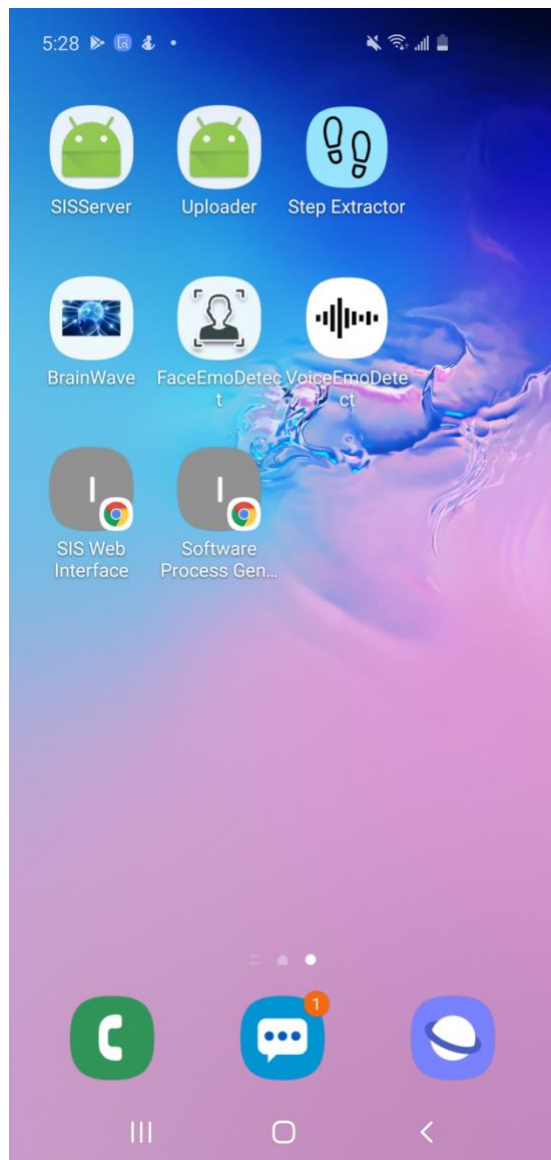 5:28
SISServer Uploader Step Extractor
BrainWave FaceEmoDetec VoiceEmoDete
t ct
I I
SIS Web Software
Interface Process Gen...
1